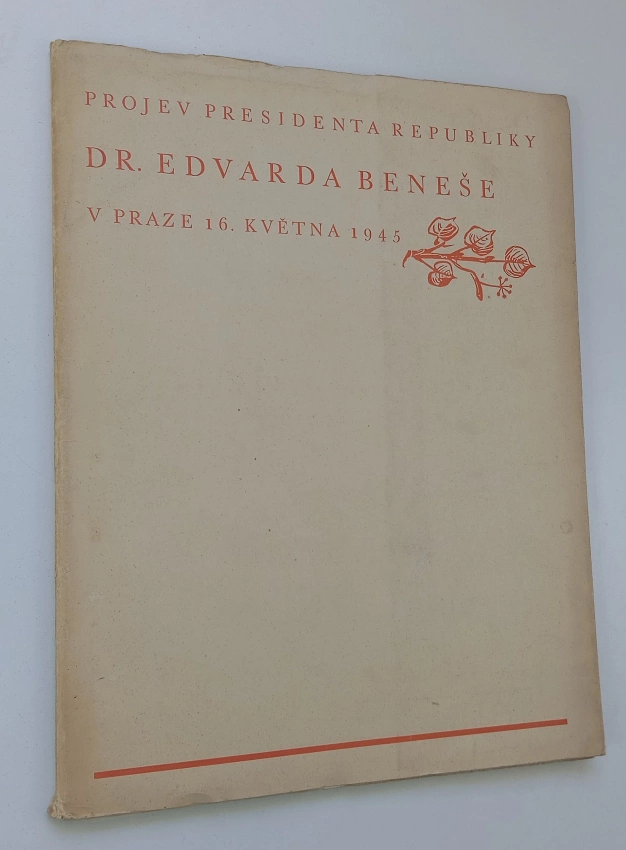 PROJEV PRESIDENTA REPUBLIKY
DR. EDVARDA BENEŠE
V PRAZE 16. KVĚTNA 1945